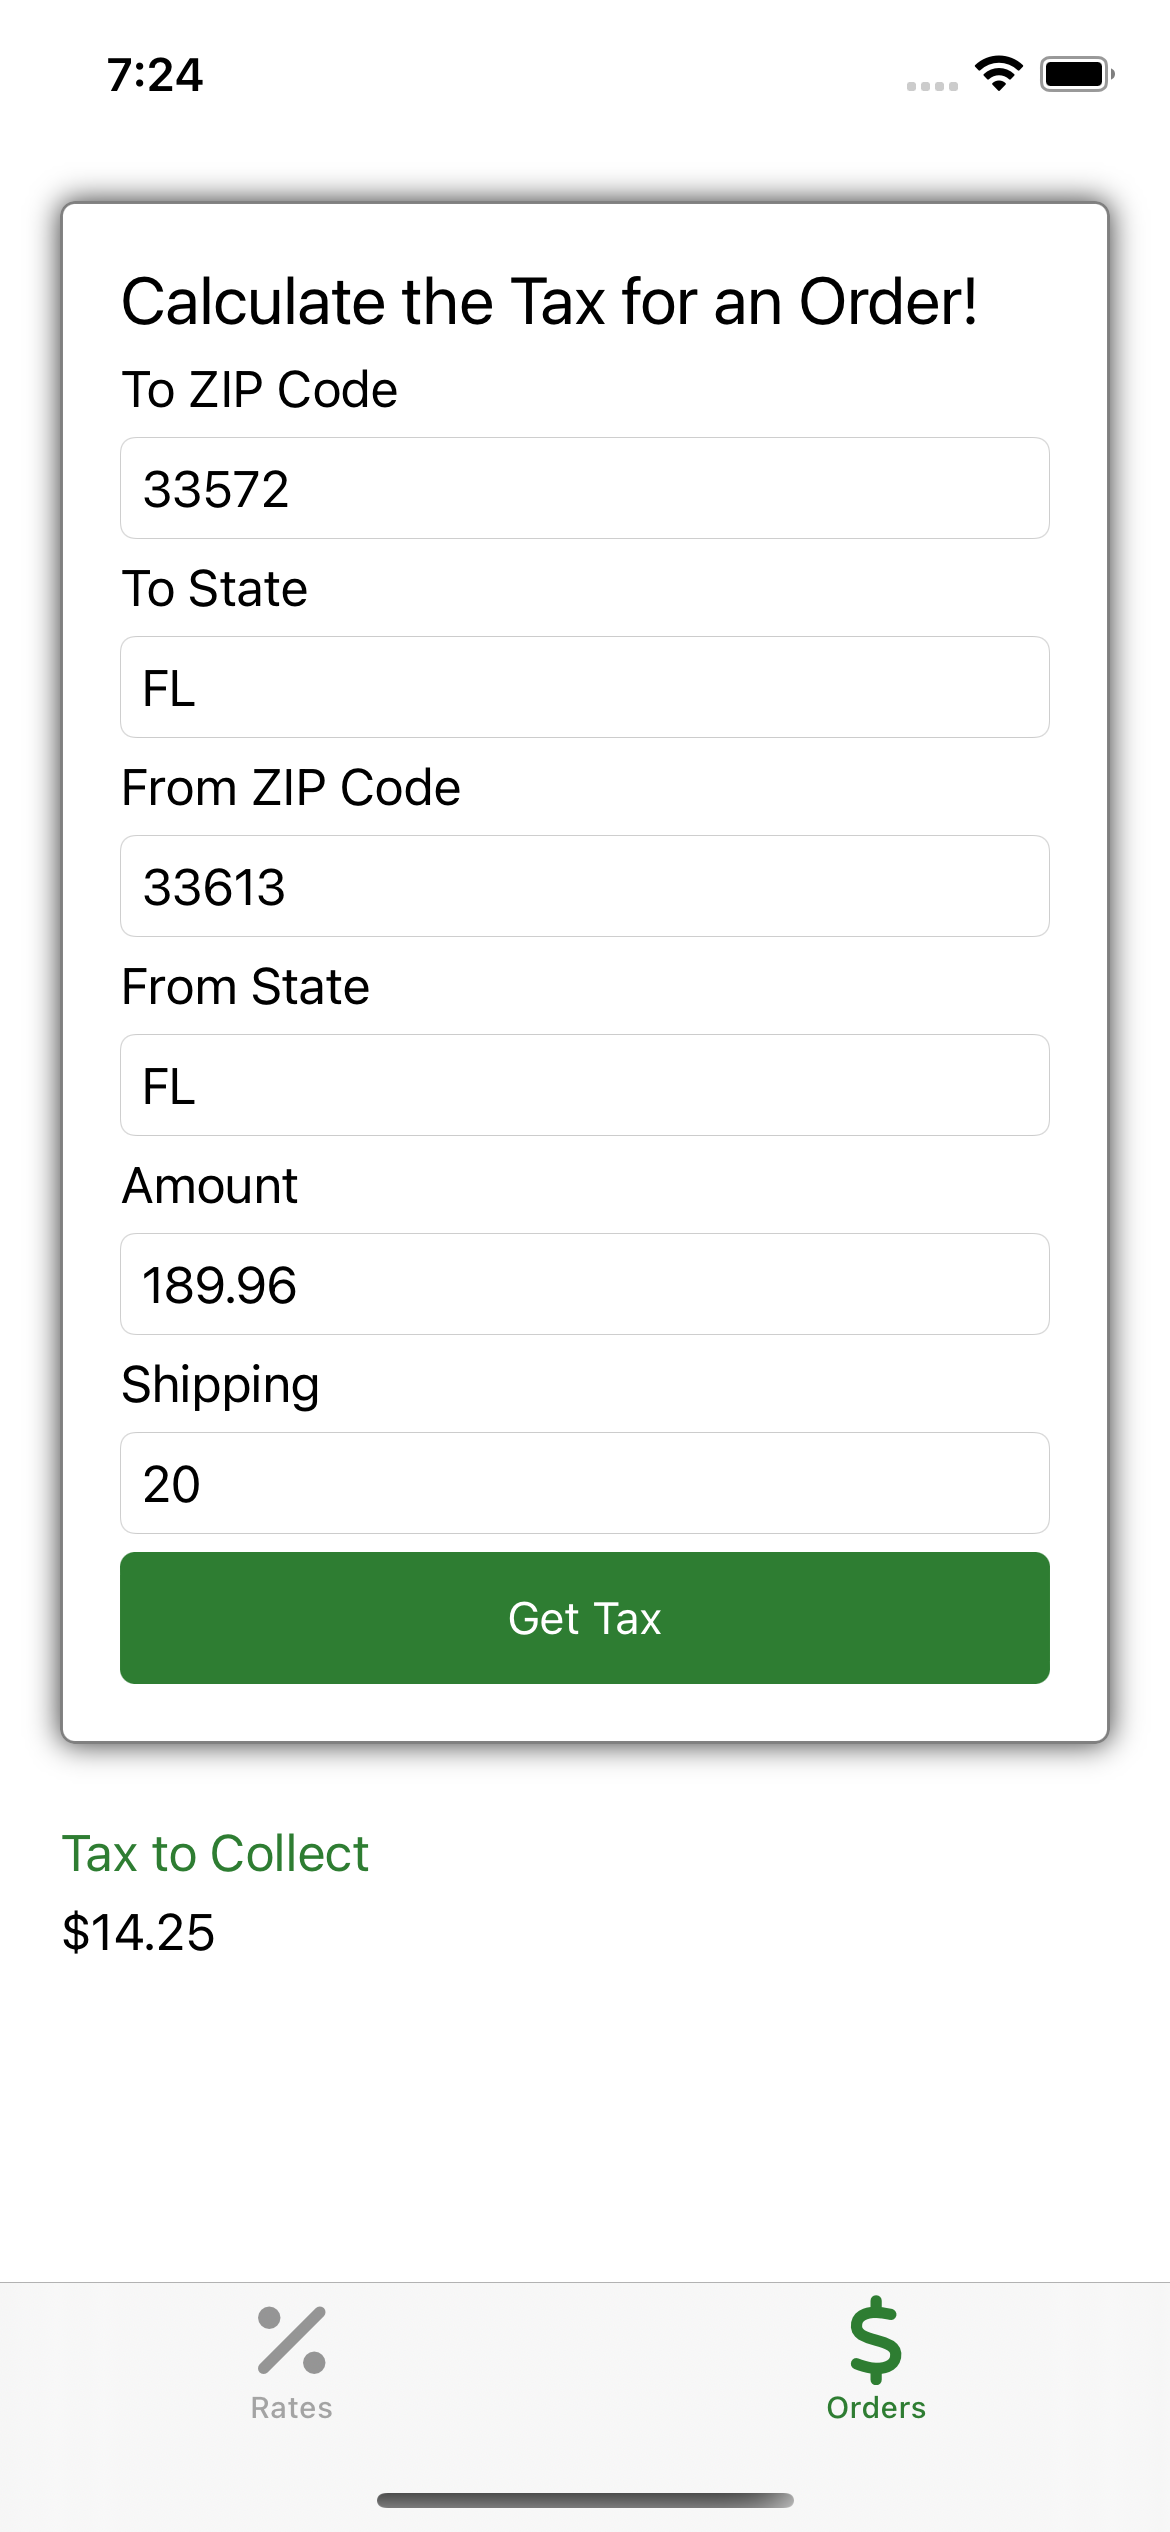 7:24
Calculate the Tax for an Order!
To ZIP Code
33572
To State
FL
From ZIP Code
33613
From State
FL
Amount
189.96
Shipping
20
Get Tax
Tax to Collect
$14.25
Rates
Orders